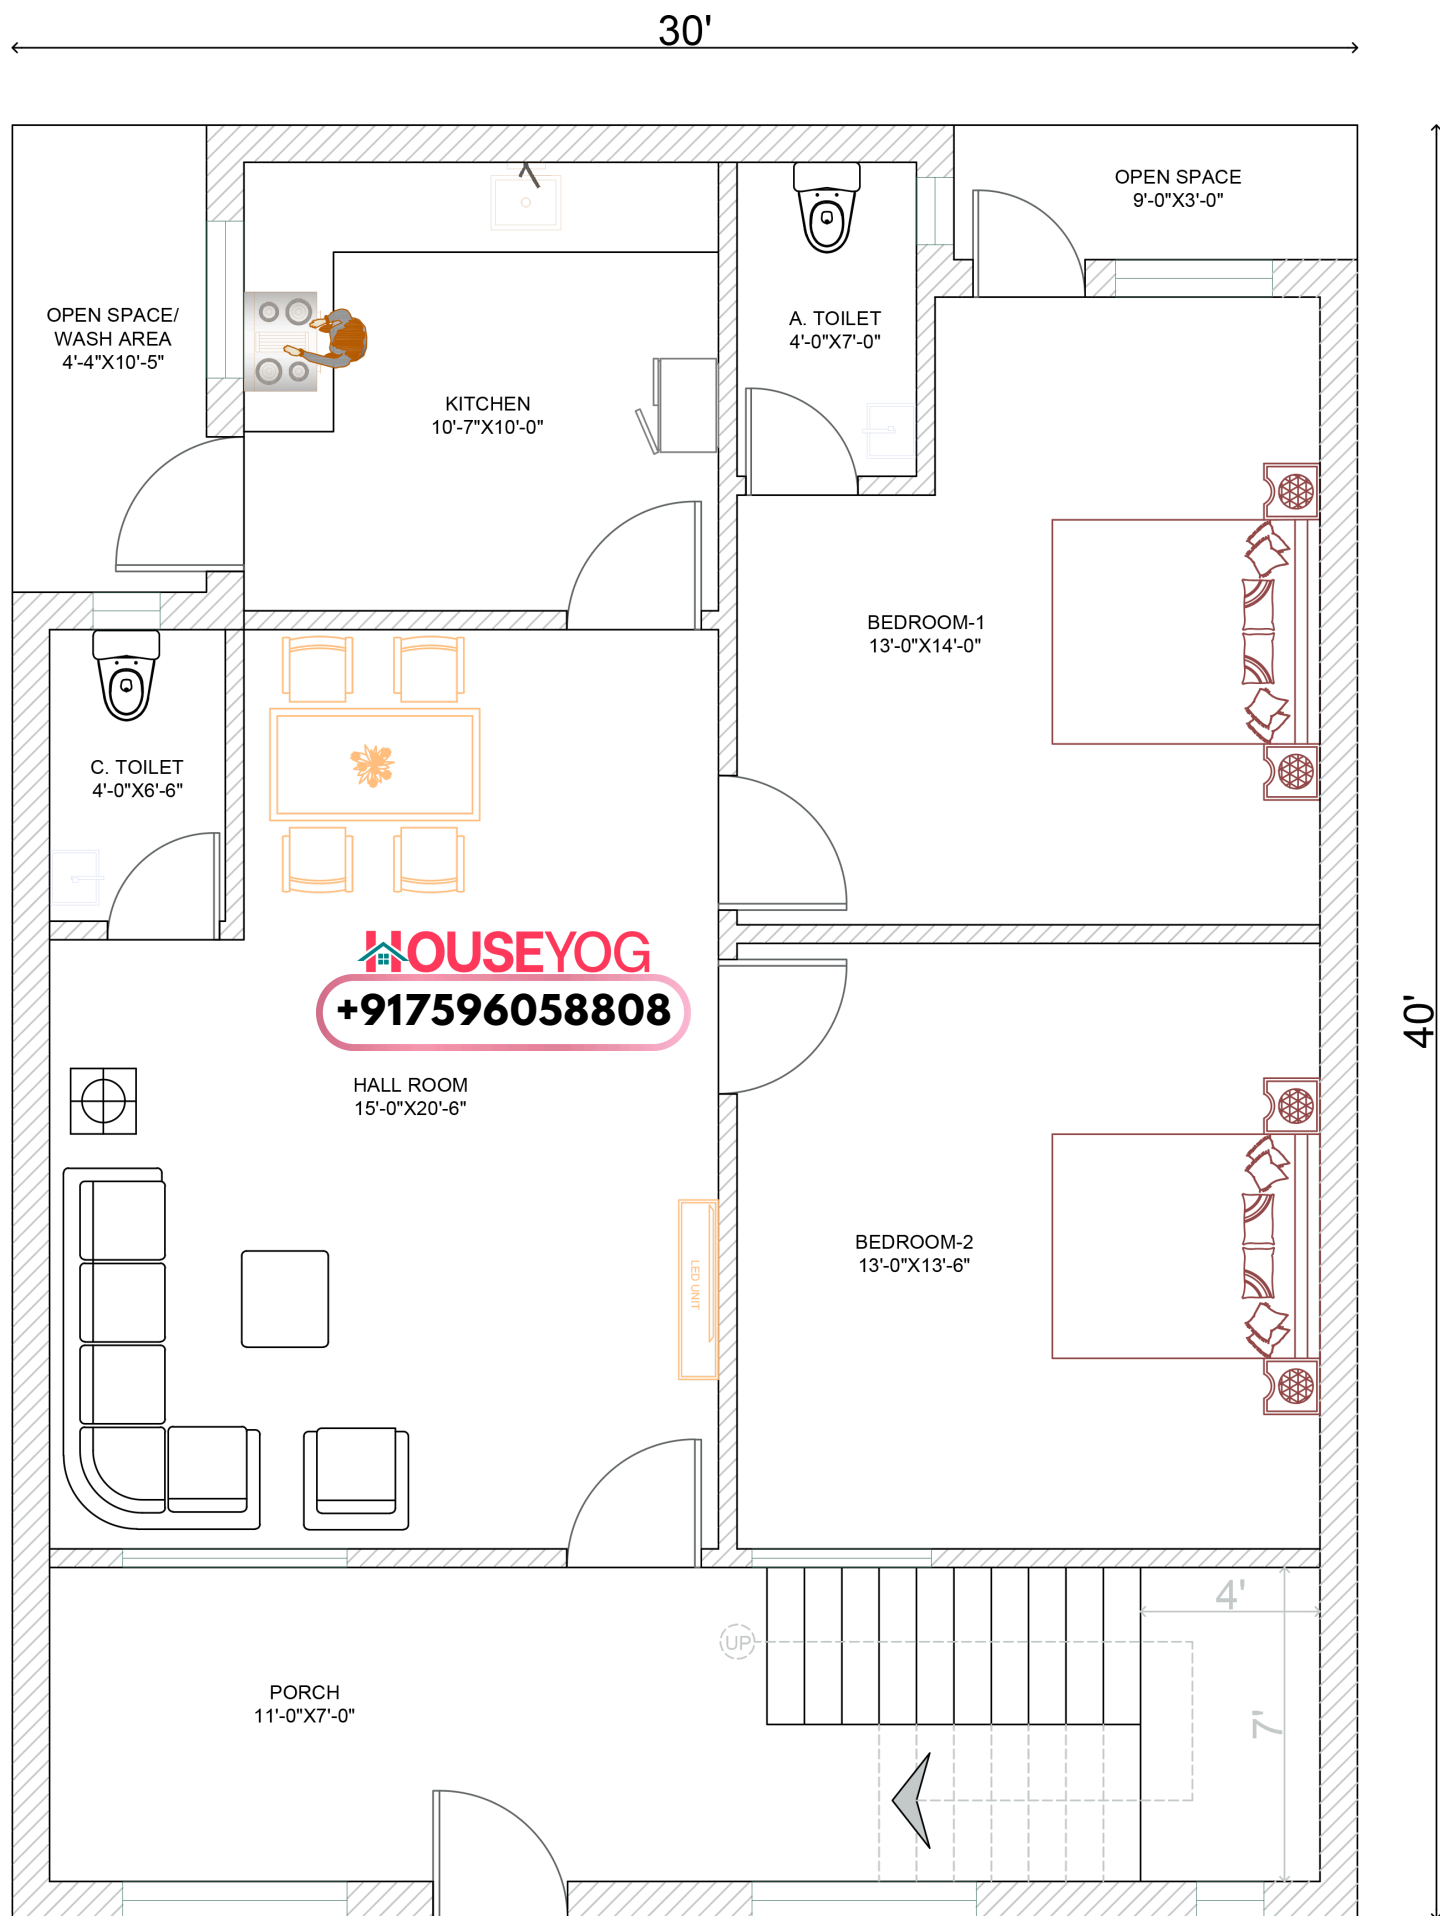 30'
OPEN SPACE
9'-0"X3'-0"
OPEN SPACE/
WASH AREA
4'-4"X10'-5"
A. TOILET
4'-0"X7'-0"
KITCHEN
10'-7"X10'-0"
BEDROOM-1
13'-0"X14'-0"
C. TOILET
4'-0"X6'-6"
HOUSEYOG
+917596058808
40'
HALL ROOM
15'-0"X20'-6"
LED UNIT
BEDROOM-2
13'-0"X13'-6"
4'
UP
PORCH
11'-0"X7'-0"
7'